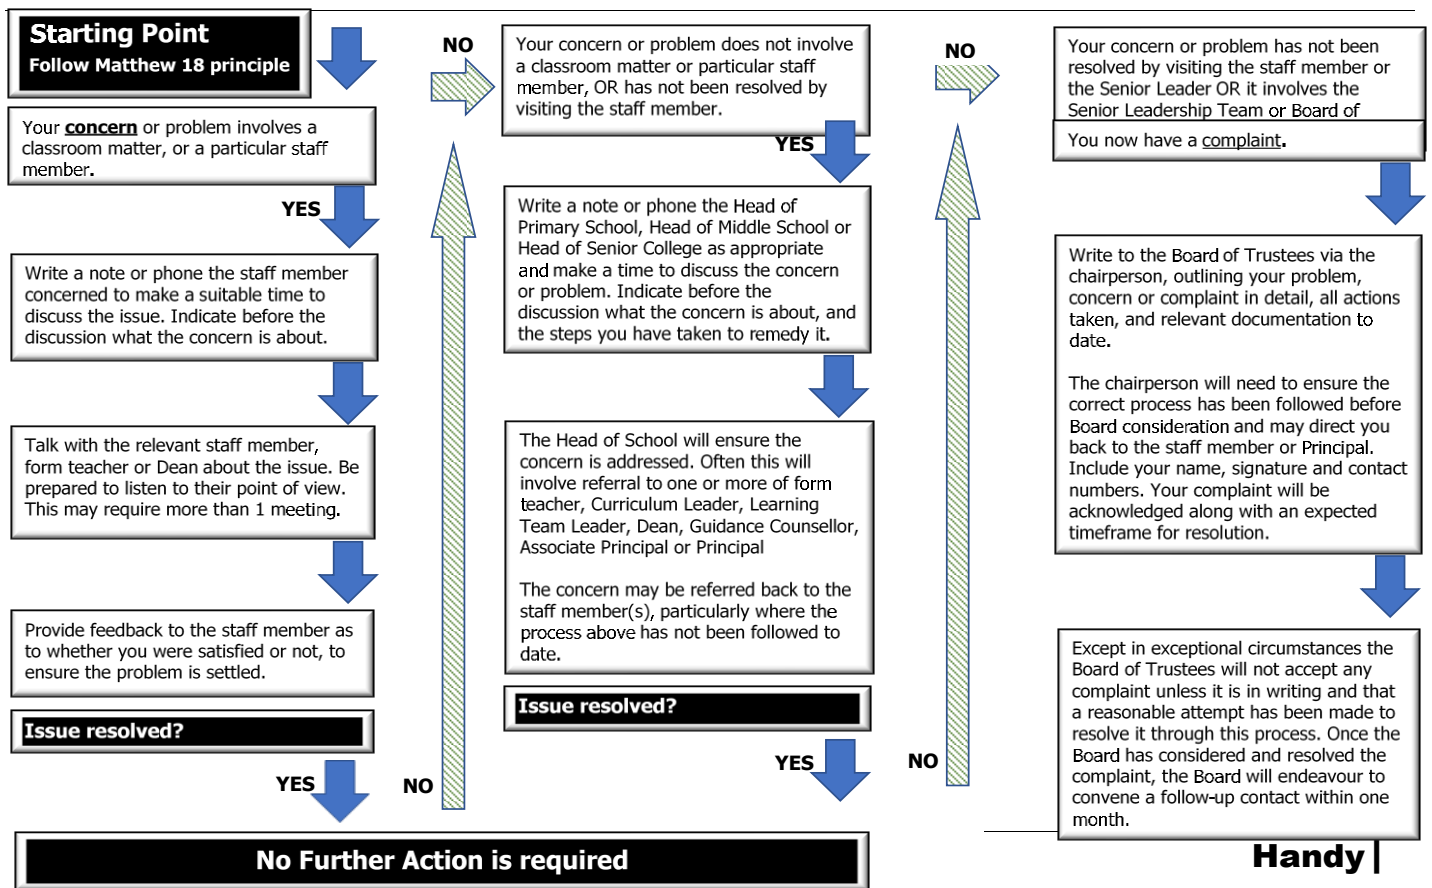 Starting Point
Follow Matthew 18 principle
Your concern or problem involves a
classroom matter, or a particular staff
member.
YES
Write a note or phone the staff member
concerned to make a suitable time to
discuss the issue. Indicate before the
discussion what the concern is about.
Talk with the relevant staff member,
form teacher or Dean about the issue. Be
prepared to listen to their point of view.
This may require more than 1 meeting.
Provide feedback to the staff member as
to whether you were satisfied or not, to
ensure the problem is settled.
Issue resolved?
YES
NO
NO
Your concern or problem does not involve
a classroom matter or particular staff
member, OR has not been resolved by
visiting the staff member.
YES
Write a note or phone the Head of
Primary School, Head of Middle School or
Head of Senior College as appropriate
and make a time to discuss the concern
or problem. Indicate before the
discussion what the concern is about, and
the steps you have taken to remedy it.
The Head of School will ensure the
concern is addressed. Often this will
involve referral to one or more of form
teacher, Curriculum Leader, Learning
Team Leader, Dean, Guidance Counsellor,
Associate Principal or Principal
The concern may be referred back to the
staff member(s), particularly where the
process above has not been followed to
date.
Issue resolved?
YES
NO
No Further Action is required
NO
Your concern or problem has not been
resolved by visiting the staff member or
the Senior Leader OR it involves the
Senior Leadership Team or Board of
You now have a complaint.
Write to the Board of Trustees via the
chairperson, outlining your problem,
concern or complaint in detail, all actions
taken, and relevant documentation to
date.
The chairperson will need to ensure the
correct process has been followed before
Board consideration and may direct you
back to the staff member or Principal.
Include your name, signature and contact
numbers. Your complaint will be
acknowledged along with an expected
timeframe for resolution.
Except in exceptional circumstances the
Board of Trustees will not accept any
complaint unless it is in writing and that
a reasonable attempt has been made to
resolve it through this process. Once the
Board has considered and resolved the
complaint, the Board will endeavour to
convene a follow-up contact within one
month.
Handy